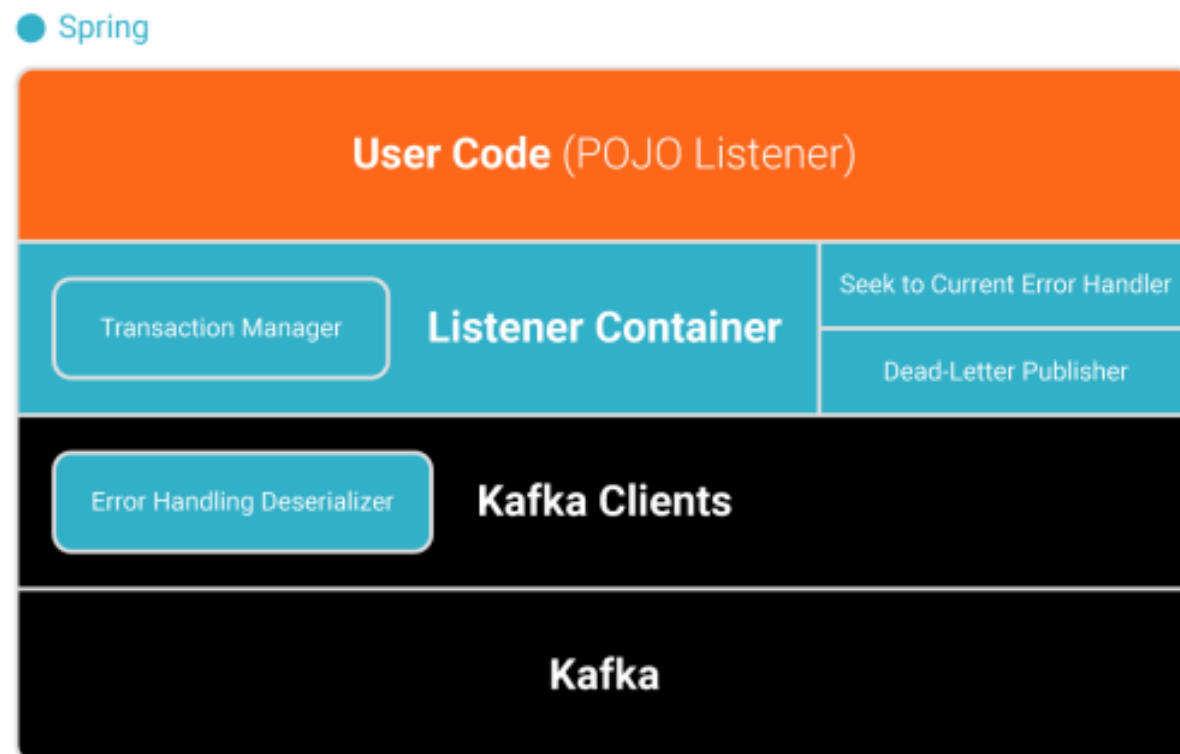 Spring
User Code (POJO Listener)
Transaction Manager
Listener Container
Seek to Current Error Handler
Dead-Letter Publisher
Error Handling Deserializer
Kafka Clients
Kafka